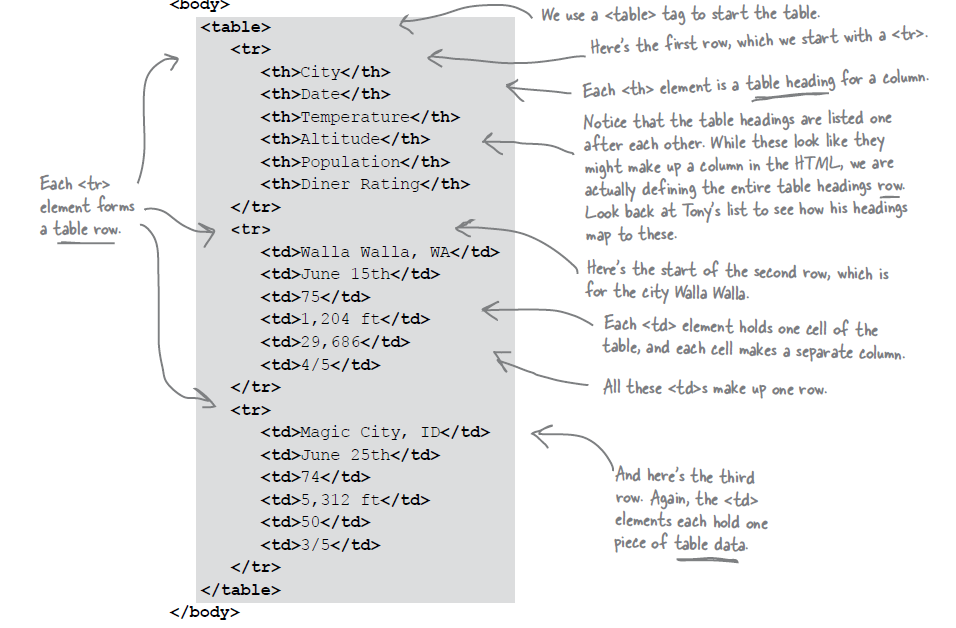 <body>
<table>
<tr>
<th>City</th>
<th>Date</th>
<th>Temperature</th>
<th>Altitude</th>
<th>Population</th>
<th>Diner Rating</th>
</tr>
<tr>
<td>Walla Walla, WA</td>
<td>June 15th</td>
<td>75</td>
<td>1,204 ft</td>
<td>29,686</td>
<td>4/5</td>
</tr>
<tr>
<td>Magic City, ID</td>
<td>June 25th</td>
<td>74</td>
<td>5,312 ft</td>
<td>50</td>
<td>3/5</td>
</tr>
</table>
</body>
Each <tr>
element forms
a table row.
We use a <table> tag to start the table.
Here's the first row, which we start with a <tr>.
Each <th> element is a table heading for a column.
Notice that the table headings are listed one
after each other. While these look like they
might make up a column in the HTML, we are
actually defining the entire table headings row.
Look back at Tony's list to see how his headings
map to these.
Here's the start of the second row, which is
for the city Walla Walla.
Each <td> element holds one cell of the
table, and each cell makes a separate column.
All these <td>s make up one row.
And here's the third
row. Again, the <td>
elements each hold one
piece of table data.